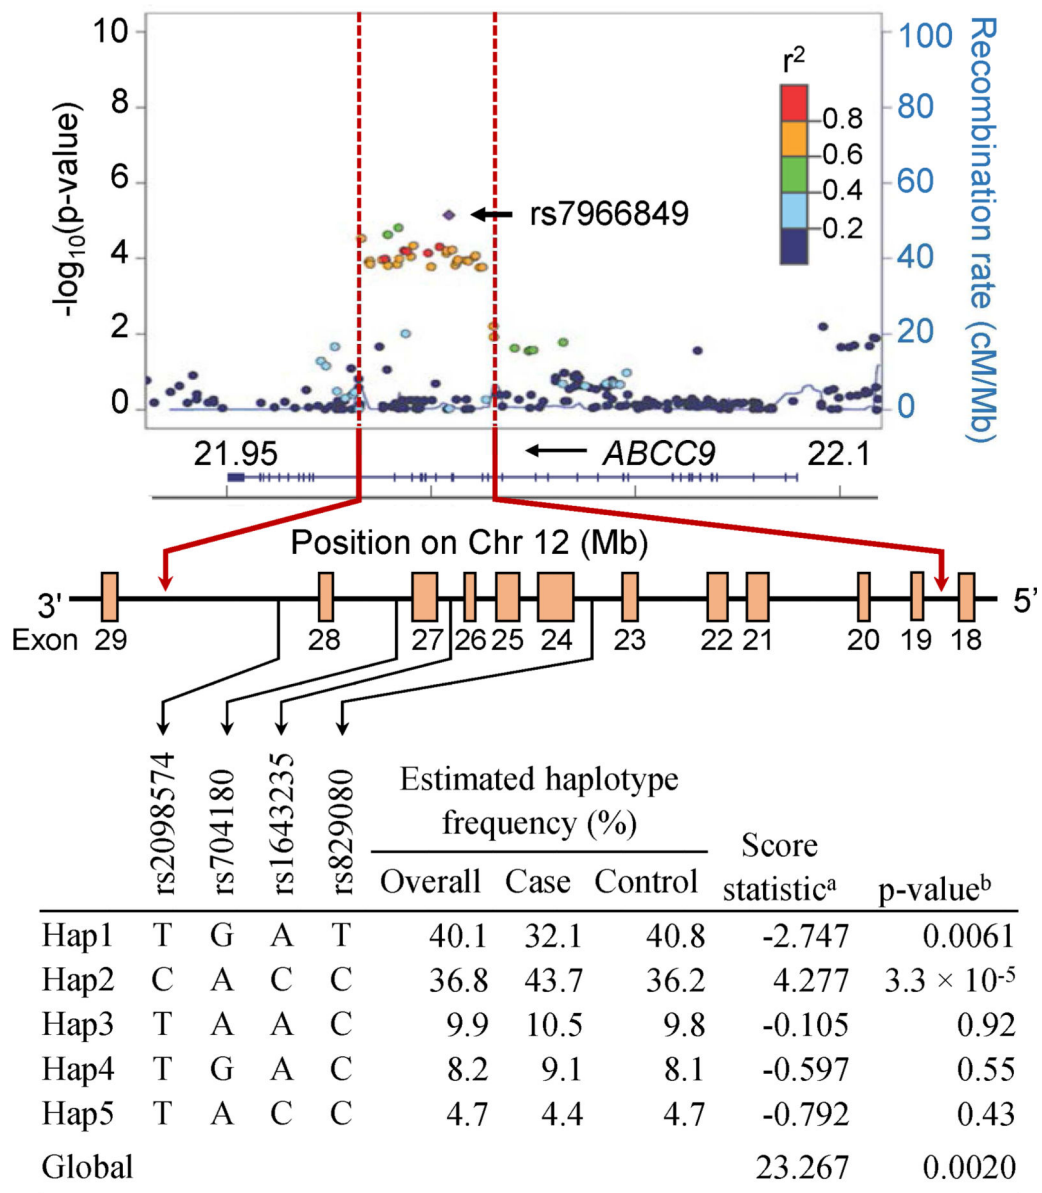 10
8
6
4
2
0
-log₁₀(p-value)
r²
0.8
0.6
0.4
0.2
rs7966849
100
80
60
40
20
0
Recombination rate (cM/Mb)
21.95
ABCC9
22.1
Position on Chr 12 (Mb)
3'
5’
Exon 29 28 27 26 25 24 23 22 21 20 19 18
rs2098574
rs704180
rs1643235
rs829080
Estimated haplotype
frequency (%)
Overall Case Control
Score
statisticᵃ
p-valueᵇ
Hap1 T G A T 40.1 32.1 40.8 -2.747 0.0061
Hap2 C A C C 36.8 43.7 36.2 4.277 3.3 × 10⁻⁵
Hap3 T A A C 9.9 10.5 9.8 -0.105 0.92
Hap4 T G A C 8.2 9.1 8.1 -0.597 0.55
Hap5 T A C C 4.7 4.4 4.7 -0.792 0.43
Global 23.267 0.0020